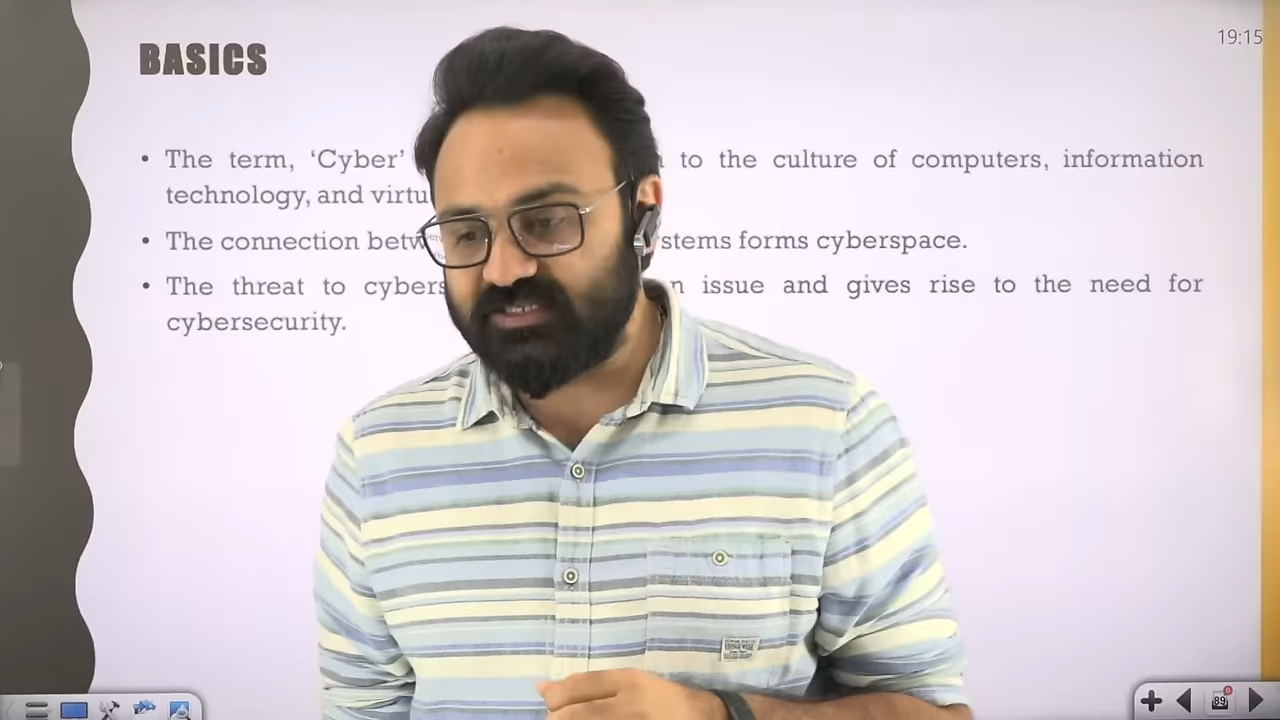 BASICS
19:15
• The term, ‘Cyber’ to the culture of computers, information
technology, and virtu
• The connection betw stems forms cyberspace.
• The threat to cybers n issue and gives rise to the need for
cybersecurity.
89